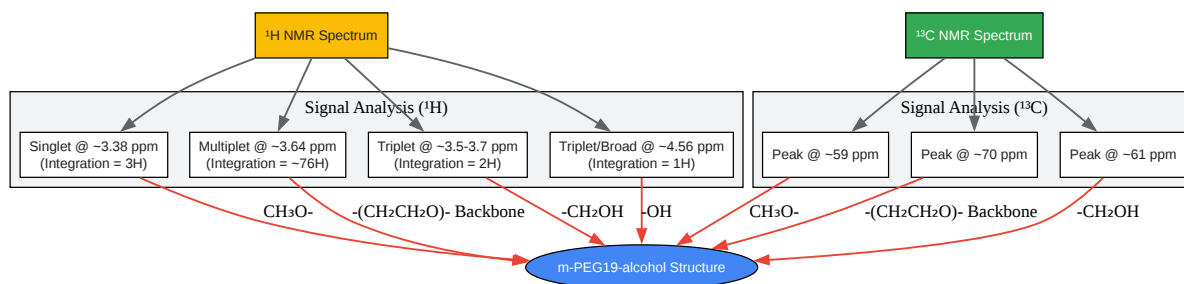 ¹H NMR Spectrum
¹³C NMR Spectrum
Signal Analysis (¹H)
Signal Analysis (¹³C)
Singlet @ ~3.38 ppm
(Integration = 3H)
Multiplet @ ~3.64 ppm
(Integration = ~76H)
Triplet @ ~3.5-3.7 ppm
(Integration = 2H)
Triplet/Broad @ ~4.56 ppm
(Integration = 1H)
Peak @ ~59 ppm
Peak @ ~70 ppm
Peak @ ~61 ppm
CH₃O-
-(CH₂CH₂O)- Backbone
-CH₂OH
-OH
CH₃O-
-(CH₂CH₂O)- Backbone
-CH₂OH
m-PEG19-alcohol Structure